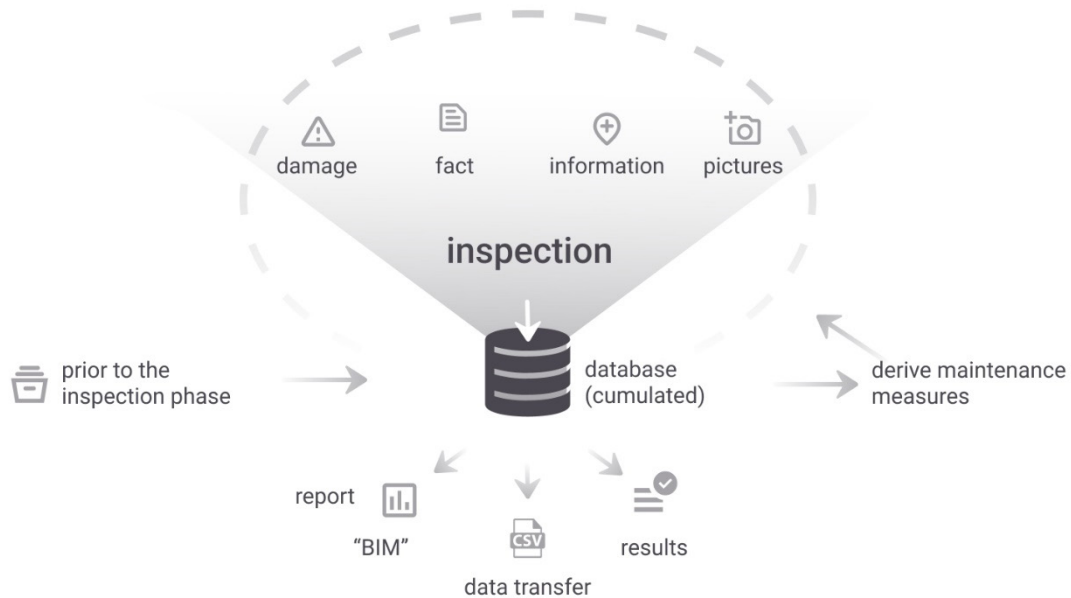 damage
fact
information
pictures
inspection
prior to the
inspection phase
database
(cumulated)
derive maintenance
measures
report
“BIM”
CSV
data transfer
results